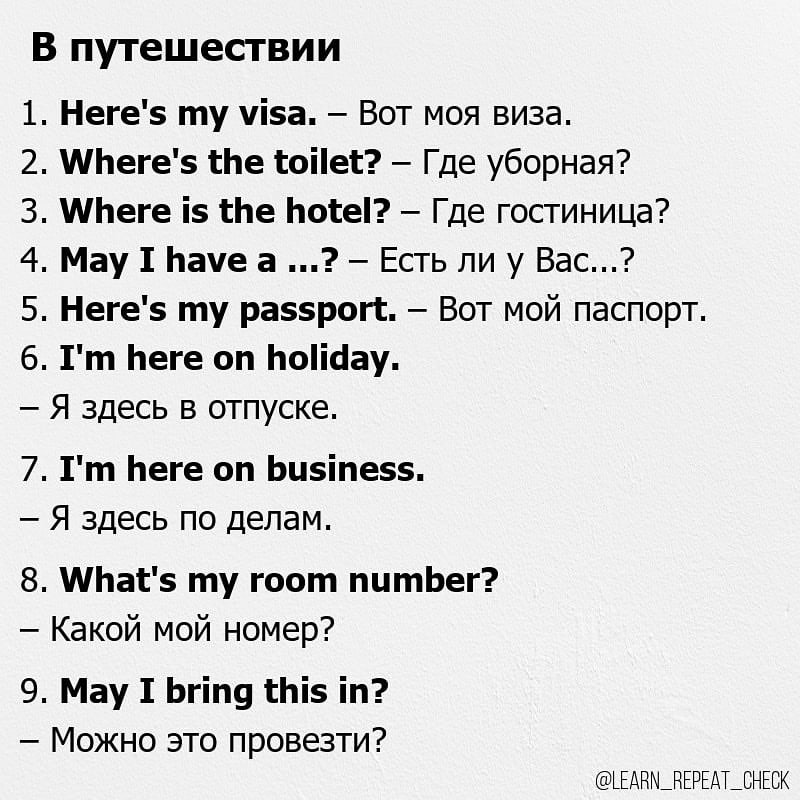 В путешествии
1. Here's my visa. – Вот моя виза.
2. Where's the toilet? – Где уборная?
3. Where is the hotel? – Где гостиница?
4. May I have a ...? – Есть ли у Вас...?
5. Here's my passport. – Вот мой паспорт.
6. I'm here on holiday.
– Я здесь в отпуске.
7. I'm here on business.
– Я здесь по делам.
8. What's my room number?
– Какой мой номер?
9. May I bring this in?
– Можно это провезти?
@LEARN_REPEAT_CHECK